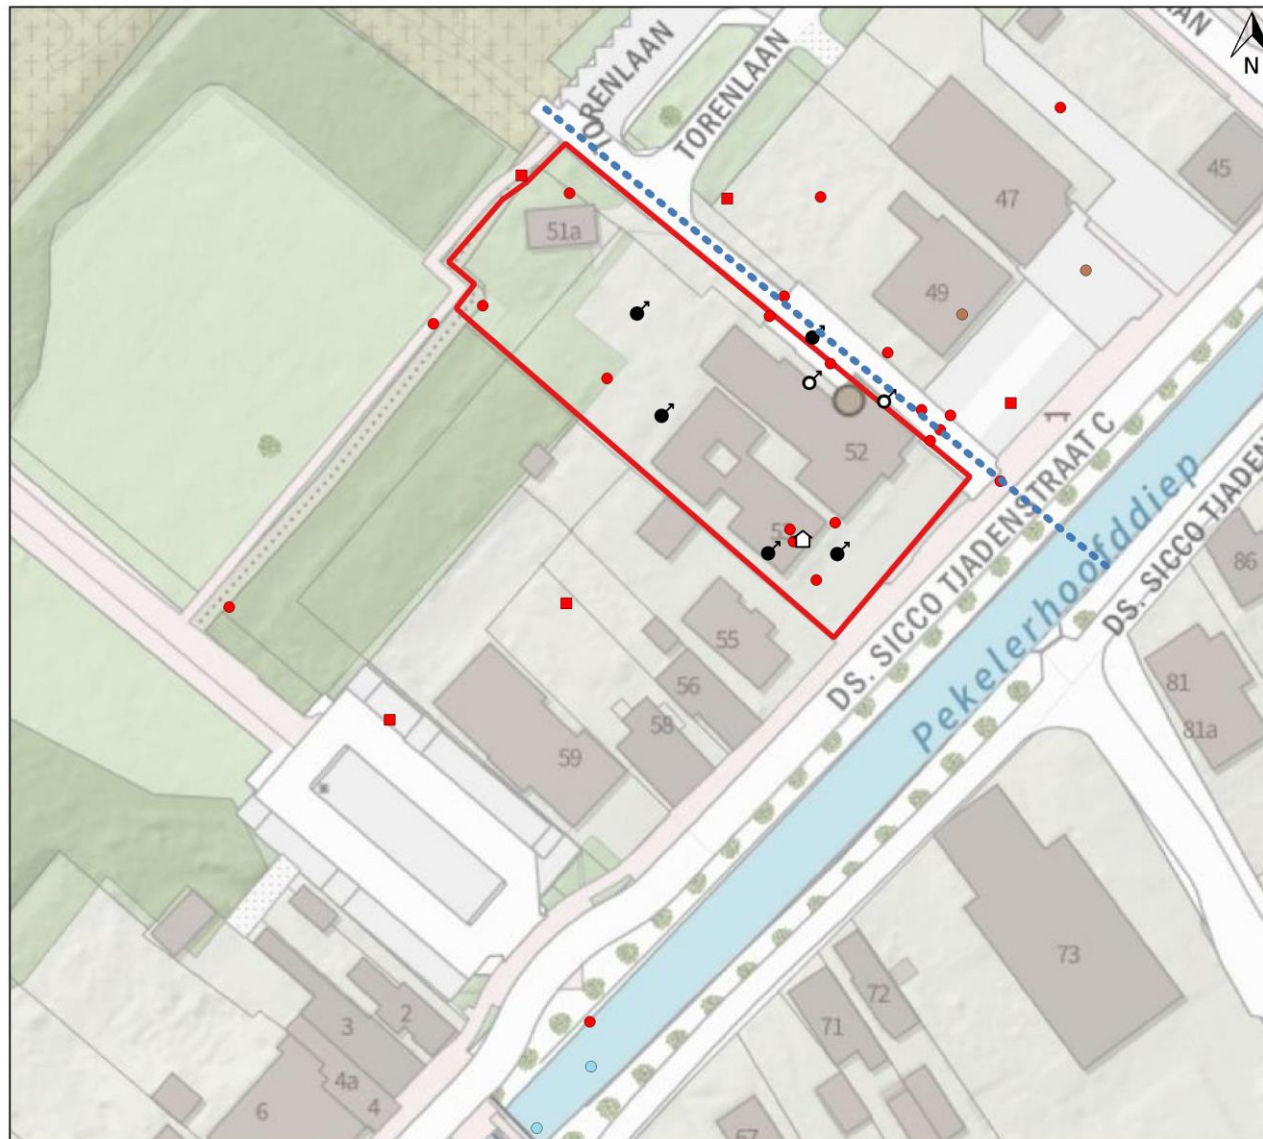 TORENLAAN
TORENLAAN
N
45
47
51a
49
52
DS. SICCO TJADENSTRAAT C
Pekelerhoofddiep
DS. SICCO TJADEN
86
55
56
58
59
81
81a
73
72
71
2
3
4a
4
6